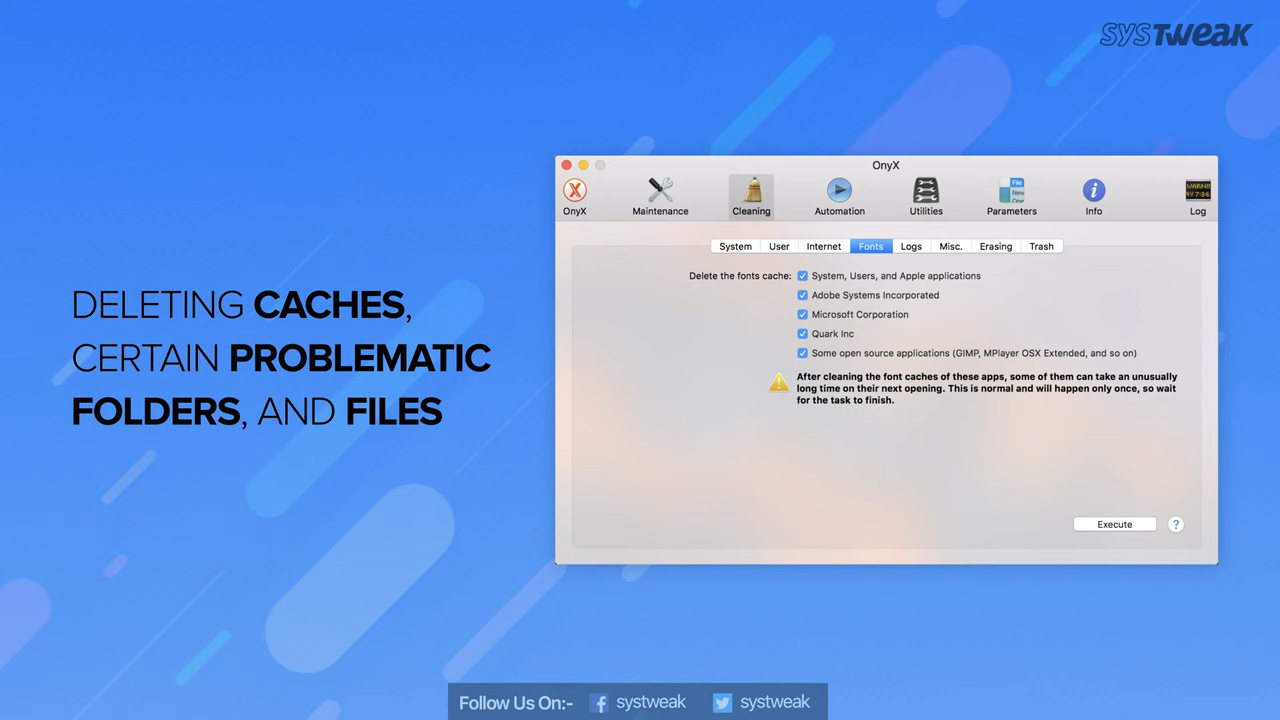 SYSTWEAK
DELETING CACHES,
CERTAIN PROBLEMATIC
FOLDERS, AND FILES
OnyX
OnyX Maintenance Cleaning Automation Utilities Parameters Info Log
System User Internet Fonts Logs Misc. Erasing Trash
Delete the fonts cache: System, Users, and Apple applications
Adobe Systems Incorporated
Microsoft Corporation
Quark Inc
Some open source applications (GIMP, MPlayer OSX Extended, and so on)
After cleaning the font caches of these apps, some of them can take an unusually
long time on their next opening. This is normal and will happen only once, so wait
for the task to finish.
Execute ?
Follow Us On:- systweak systweak